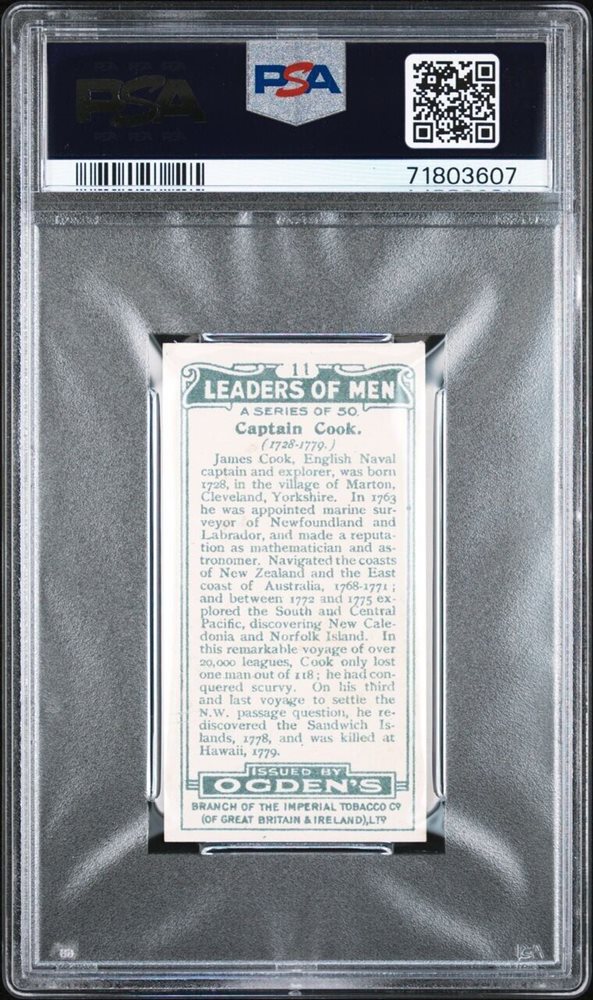 PSA
PSA
71803607
11
LEADERS OF MEN
A SERIES OF 50.
Captain Cook.
(1728-1779.)
James Cook, English Naval
captain and explorer, was born
1728, in the village of Marton,
Cleveland, Yorkshire. In 1763
he was appointed marine sur-
veyor of Newfoundland and
Labrador, and made a reputa-
tion as mathematician and as-
tronomer. Navigated the coasts
of New Zealand and the East
coast of Australia, 1768-1771;
and between 1772 and 1775 ex-
plored the South and Central
Pacific, discovering New Cale-
donia and Norfolk Island. In
this remarkable voyage of over
20,000 leagues, Cook only lost
one man out of 118; he had con-
quered scurvy. On his third
and last voyage to settle the
N.W. passage question, he re-
discovered the Sandwich Is-
lands, 1778, and was killed at
Hawaii, 1779.
ISSUED BY
OGDEN'S
BRANCH OF THE IMPERIAL TOBACCO Co
(OF GREAT BRITAIN & IRELAND), LTD